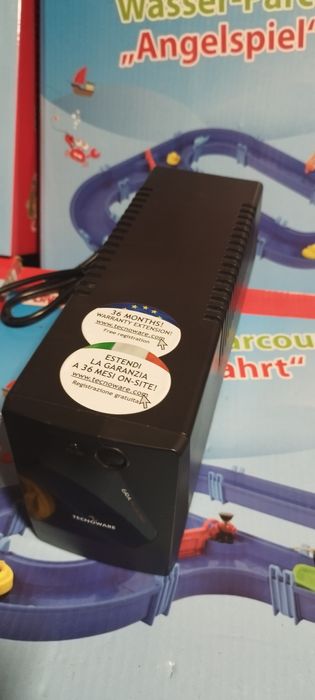 Wasser-Parc
„Angelspiel"
36 MONTHS!
WARRANTY EXTENSION!
www.tecnoware.com
Free registration
ESTENDI
LA GARANZIA
A 36 MESI ON-SITE!
www.tecnoware.com
Registrazione gratuita
arcou
ahrt"
TECNOWARE